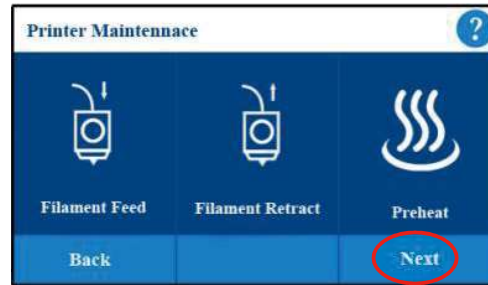 Printer Maintennace
?
Filament Feed
Filament Retract
Preheat
Back
Next